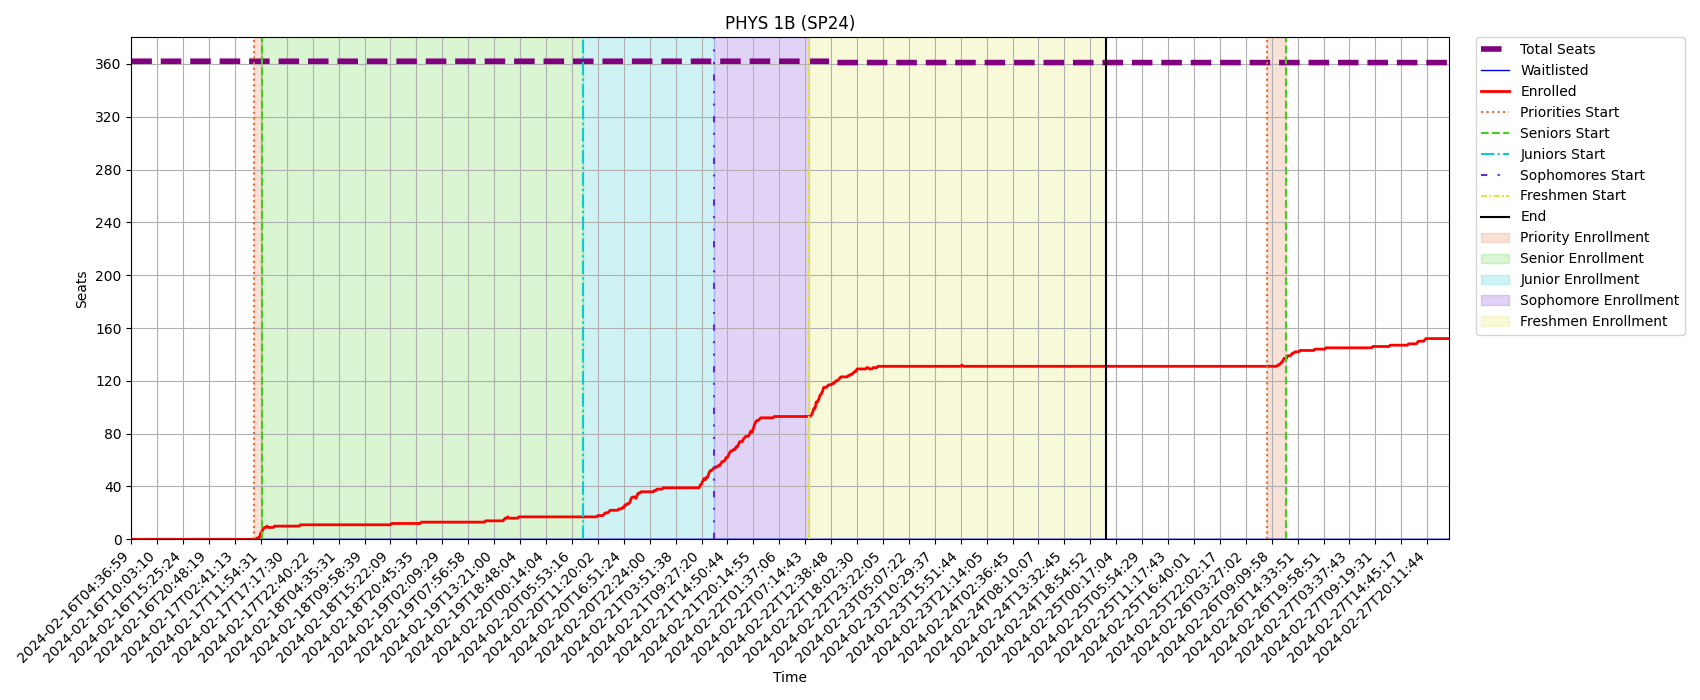 PHYS 1B (SP24)
Seats
360
320
280
240
200
160
120
80
40
0
2024-02-16T04:36:59
2024-02-16T10:03:10
2024-02-16T15:25:24
2024-02-16T20:48:19
2024-02-17T02:41:13
2024-02-17T11:54:31
2024-02-17T17:17:30
2024-02-17T22:40:22
2024-02-18T04:35:31
2024-02-18T09:58:39
2024-02-18T15:22:09
2024-02-18T20:45:35
2024-02-19T02:09:29
2024-02-19T07:56:58
2024-02-19T13:21:00
2024-02-19T18:48:04
2024-02-20T00:14:04
2024-02-20T05:53:16
2024-02-20T11:20:02
2024-02-20T16:51:24
2024-02-20T22:24:00
2024-02-21T03:51:38
2024-02-21T09:27:20
2024-02-21T14:50:44
2024-02-21T20:14:55
2024-02-22T01:37:06
2024-02-22T07:14:43
2024-02-22T12:38:48
2024-02-22T18:02:30
2024-02-22T23:22:05
2024-02-23T05:07:22
2024-02-23T10:29:37
2024-02-23T15:51:44
2024-02-23T21:14:05
2024-02-24T02:36:45
2024-02-24T08:10:07
2024-02-24T13:32:45
2024-02-24T18:54:52
2024-02-25T00:17:04
2024-02-25T05:54:29
2024-02-25T11:17:43
2024-02-25T16:40:01
2024-02-25T22:02:17
2024-02-26T03:27:02
2024-02-26T09:09:58
2024-02-26T14:33:51
2024-02-26T19:58:51
2024-02-27T03:37:43
2024-02-27T09:19:31
2024-02-27T14:45:17
2024-02-27T20:11:44
Time
Total Seats
Waitlisted
Enrolled
Priorities Start
Seniors Start
Juniors Start
Sophomores Start
Freshmen Start
End
Priority Enrollment
Senior Enrollment
Junior Enrollment
Sophomore Enrollment
Freshmen Enrollment